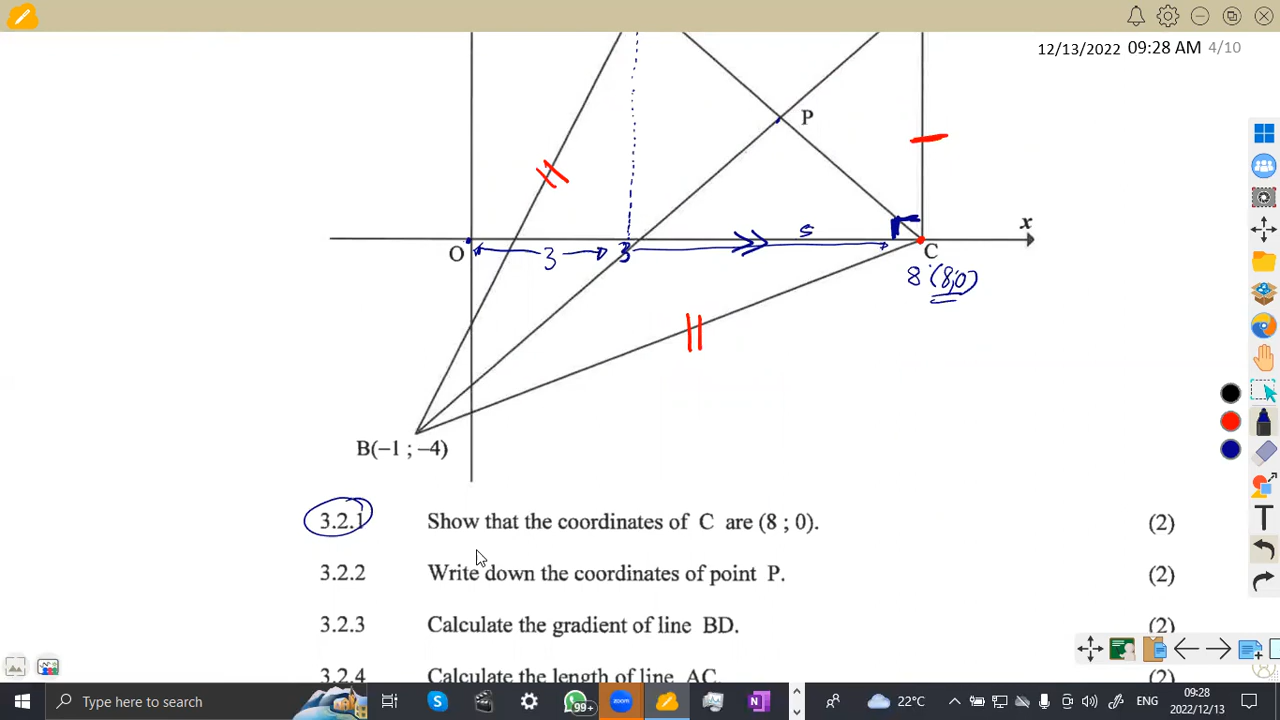 12/13/2022 09:28 AM 4/10
P
x
O
3
3
5
C
8 (8;0)
B(−1 ; −4)
3.2.1 Show that the coordinates of C are (8 ; 0). (2)
3.2.2 Write down the coordinates of point P. (2)
3.2.3 Calculate the gradient of line BD. (2)
3.2.4 Calculate the length of line AC. (2)
T
Type here to search
99+
22°C
ENG
09:28
2022/12/13